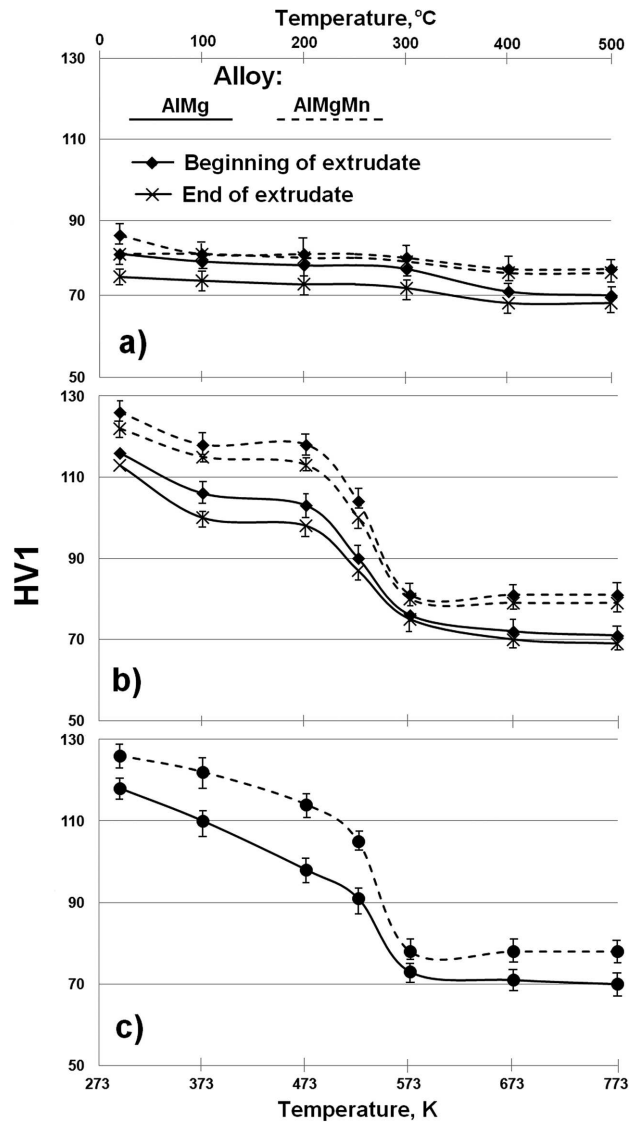 Temperature,°C
0 100 200 300 400 500
130
Alloy:
AlMg AlMgMn
115
Beginning of extrudate
End of extrudate
90
70
a)
50
130
110
90
70
b)
50
HV1
130
110
90
70
c)
50
273 373 473 573 673 773
Temperature, K